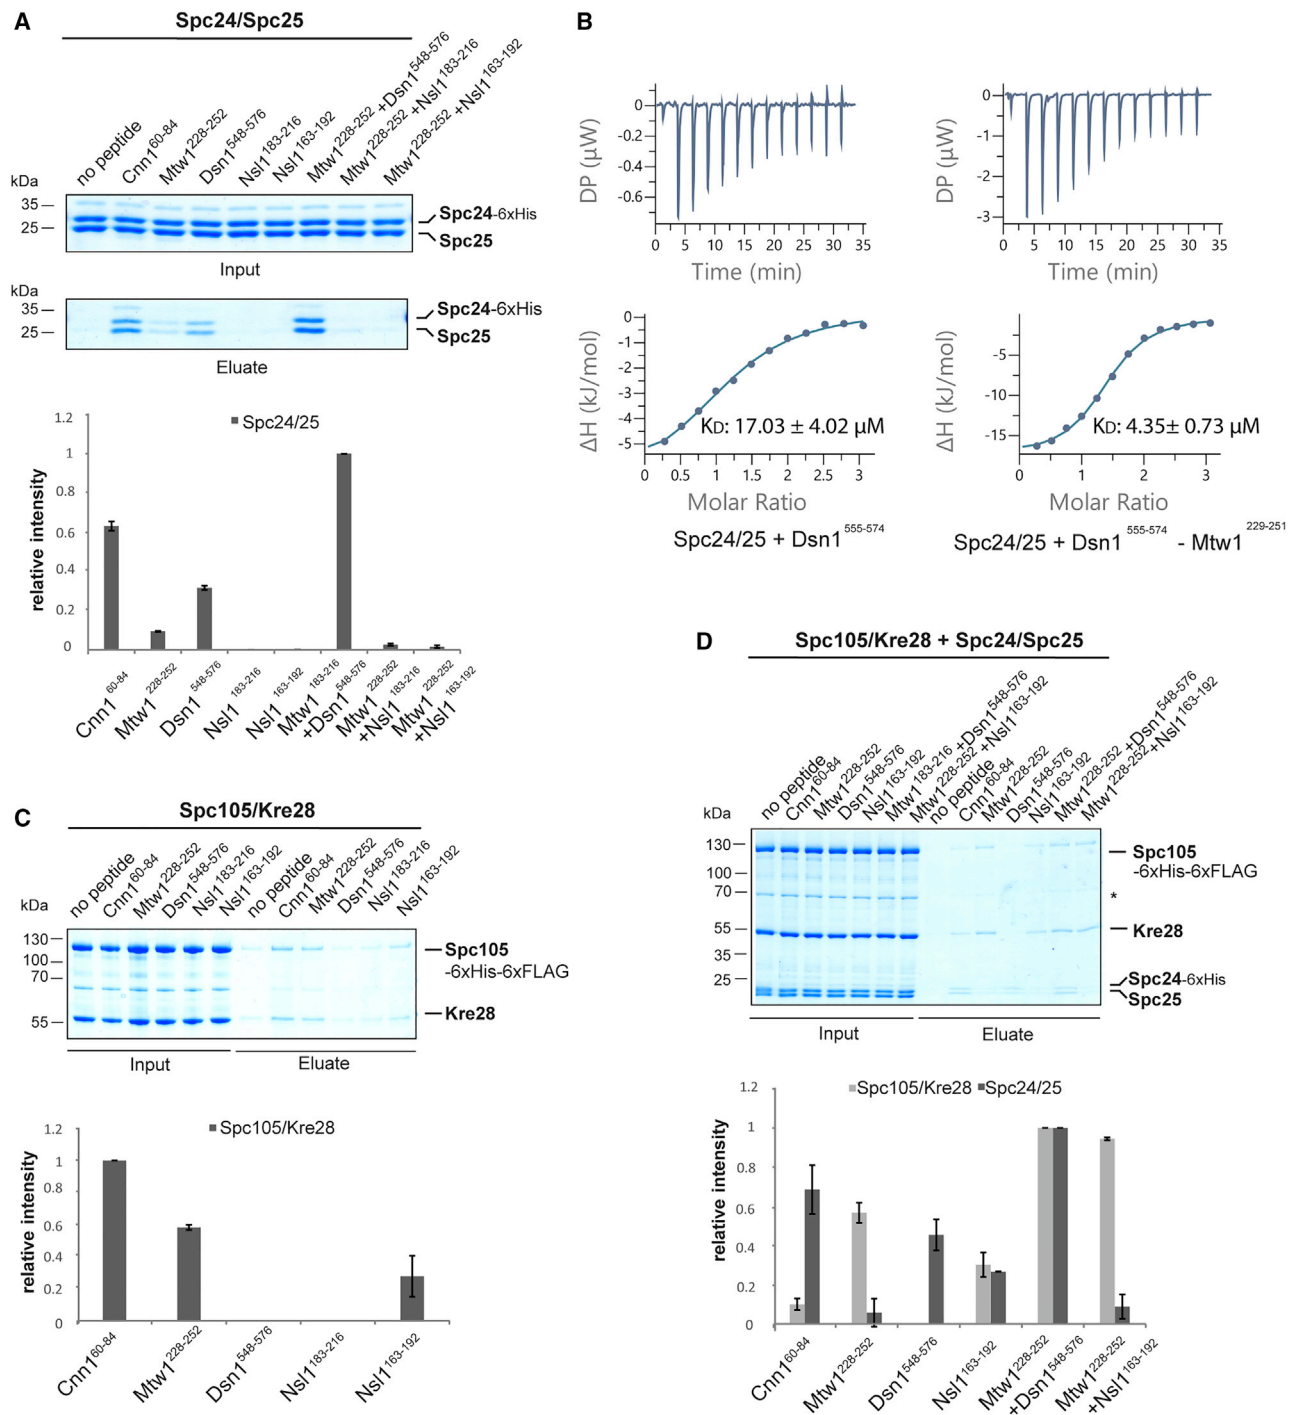 A
Spc24/Spc25
no peptide
Cnn1 60-84
Mtw1 228-252
Dsn1 548-576
Nsl1 183-216
Nsl1 163-192
Mtw1 228-252 +Dsn1 548-576
Mtw1 228-252 +Nsl1 183-216
Mtw1 228-252 +Nsl1 163-192
kDa
35
25
Spc24-6xHis
Spc25
Input
kDa
35
25
Spc24-6xHis
Spc25
Eluate
Spc24/25
relative intensity
1.2
1
0.8
0.6
0.4
0.2
0
Cnn1 60-84
Mtw1 228-252
Dsn1 548-576
Nsl1 183-216
Nsl1 163-192
Mtw1 183-216
+Dsn1 548-576
Mtw1 228-252
+Nsl1 183-216
Mtw1 228-252
+Nsl1 163-192
B
DP (µW)
0
-0.2
-0.4
-0.6
0 5 10 15 20 25 30 35
Time (min)
DP (µW)
0
-1
-2
-3
0 5 10 15 20 25 30 35
Time (min)
ΔH (kJ/mol)
0
-1
-2
-3
-4
-5
KD: 17.03 ± 4.02 µM
0 0.5 1 1.5 2 2.5 3
Molar Ratio
Spc24/25 + Dsn1 555-574
ΔH (kJ/mol)
-5
-10
-15
KD: 4.35± 0.73 µM
0 1 2 3
Molar Ratio
Spc24/25 + Dsn1 555-574 - Mtw1 229-251
C
Spc105/Kre28
no peptide
Cnn1 60-84
Mtw1 228-252
Dsn1 548-576
Nsl1 183-216
Nsl1 163-192
no peptide
Cnn1 60-84
Mtw1 228-252
Dsn1 548-576
Nsl1 183-216
Nsl1 163-192
kDa
130
100
70
55
Spc105
-6xHis-6xFLAG
Kre28
Input
Eluate
Spc105/Kre28
relative intensity
1.2
1
0.8
0.6
0.4
0.2
0
Cnn1 60-84
Mtw1 228-252
Dsn1 548-576
Nsl1 183-216
Nsl1 163-192
D
Spc105/Kre28 + Spc24/Spc25
no peptide
Cnn1 60-84
Mtw1 228-252
Dsn1 548-576
Nsl1 163-192
Mtw1 183-216 +Dsn1 548-576
Mtw1 228-252 +Nsl1 163-192
no peptide
Cnn1 60-84
Mtw1 228-252
Dsn1 548-576
Nsl1 163-192
Mtw1 228-252 +Dsn1 548-576
Mtw1 228-252 +Nsl1 163-192
kDa
130
100
70
55
35
25
Spc105
-6xHis-6xFLAG
*
Kre28
Spc24-6xHis
Spc25
Input
Eluate
Spc105/Kre28 Spc24/25
relative intensity
1.2
1
0.8
0.6
0.4
0.2
0
Cnn1 60-84
Mtw1 228-252
Dsn1 548-576
Nsl1 163-192
Mtw1 228-252
+Dsn1 548-576
Mtw1 228-252
+Nsl1 163-192